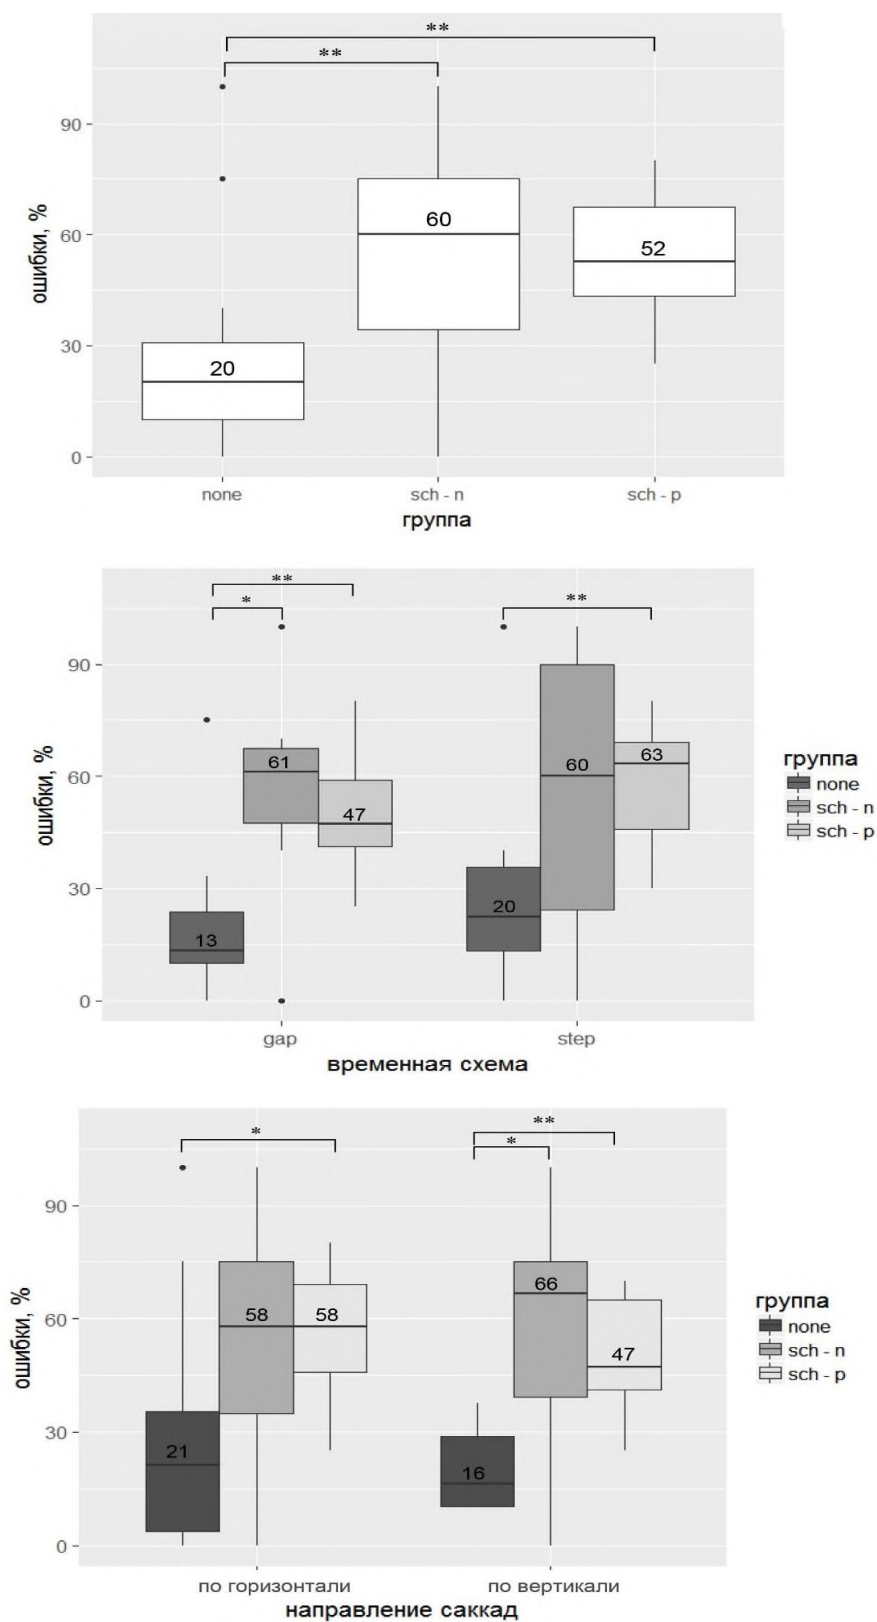 **
**
90
60
30
0
ошибки, %
20
60
52
none
sch - n
sch - p
группа
**
*
**
90
60
30
0
ошибки, %
13
61
47
20
60
63
gap
step
временная схема
группа
none
sch - n
sch - p
*
**
*
90
60
30
0
ошибки, %
21
58
58
16
66
47
по горизонтали
по вертикали
направление саккад
группа
none
sch - n
sch - p